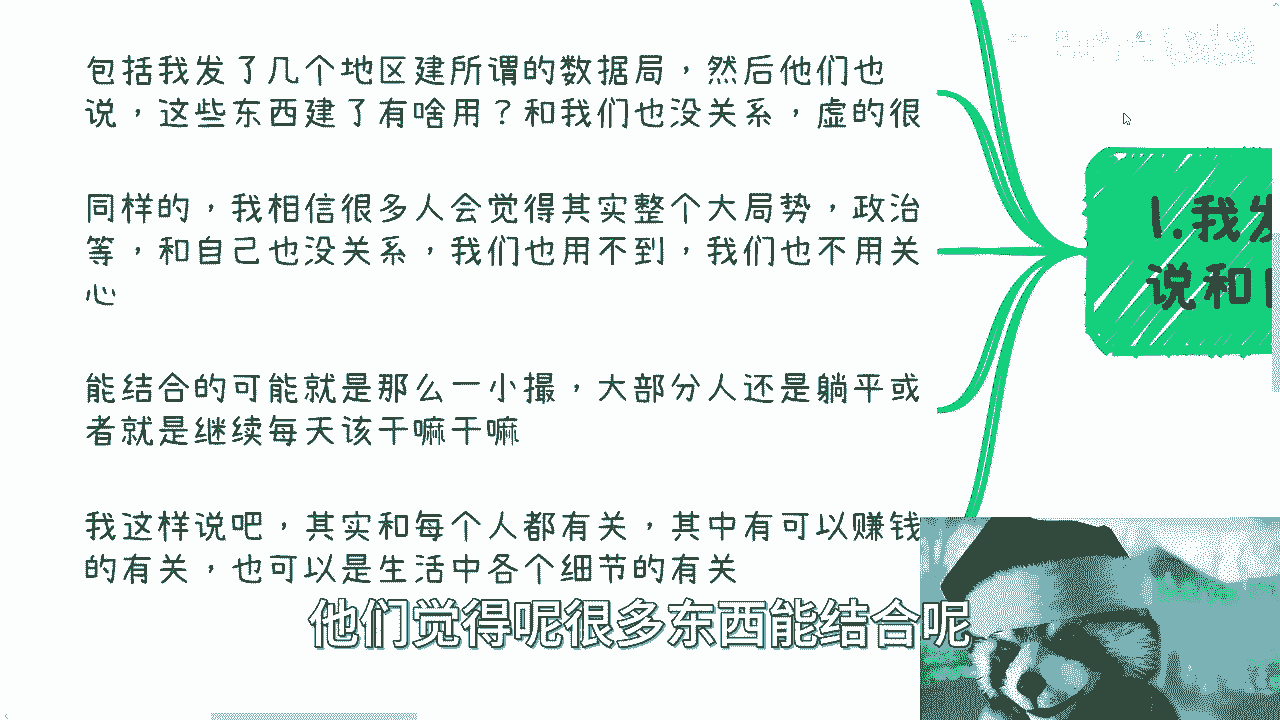 包括我发了几个地区建所谓的数据局，然后他们也
说，这些东西建了有啥用？和我们也没关系，虚的很
同样的，我相信很多人会觉得其实整个大局势，政治
等，和自己也没关系，我们也用不到，我们也不用关
心
能结合的可能就是那么一小撮，大部分人还是躺平或
者就是继续每天该干嘛干嘛
我这样说吧，其实和每个人都有关，其中有可以赚钱
的有关，也可以是生活中各个细节的有关
1.我发
说和
他们觉得呢很多东西能结合呢